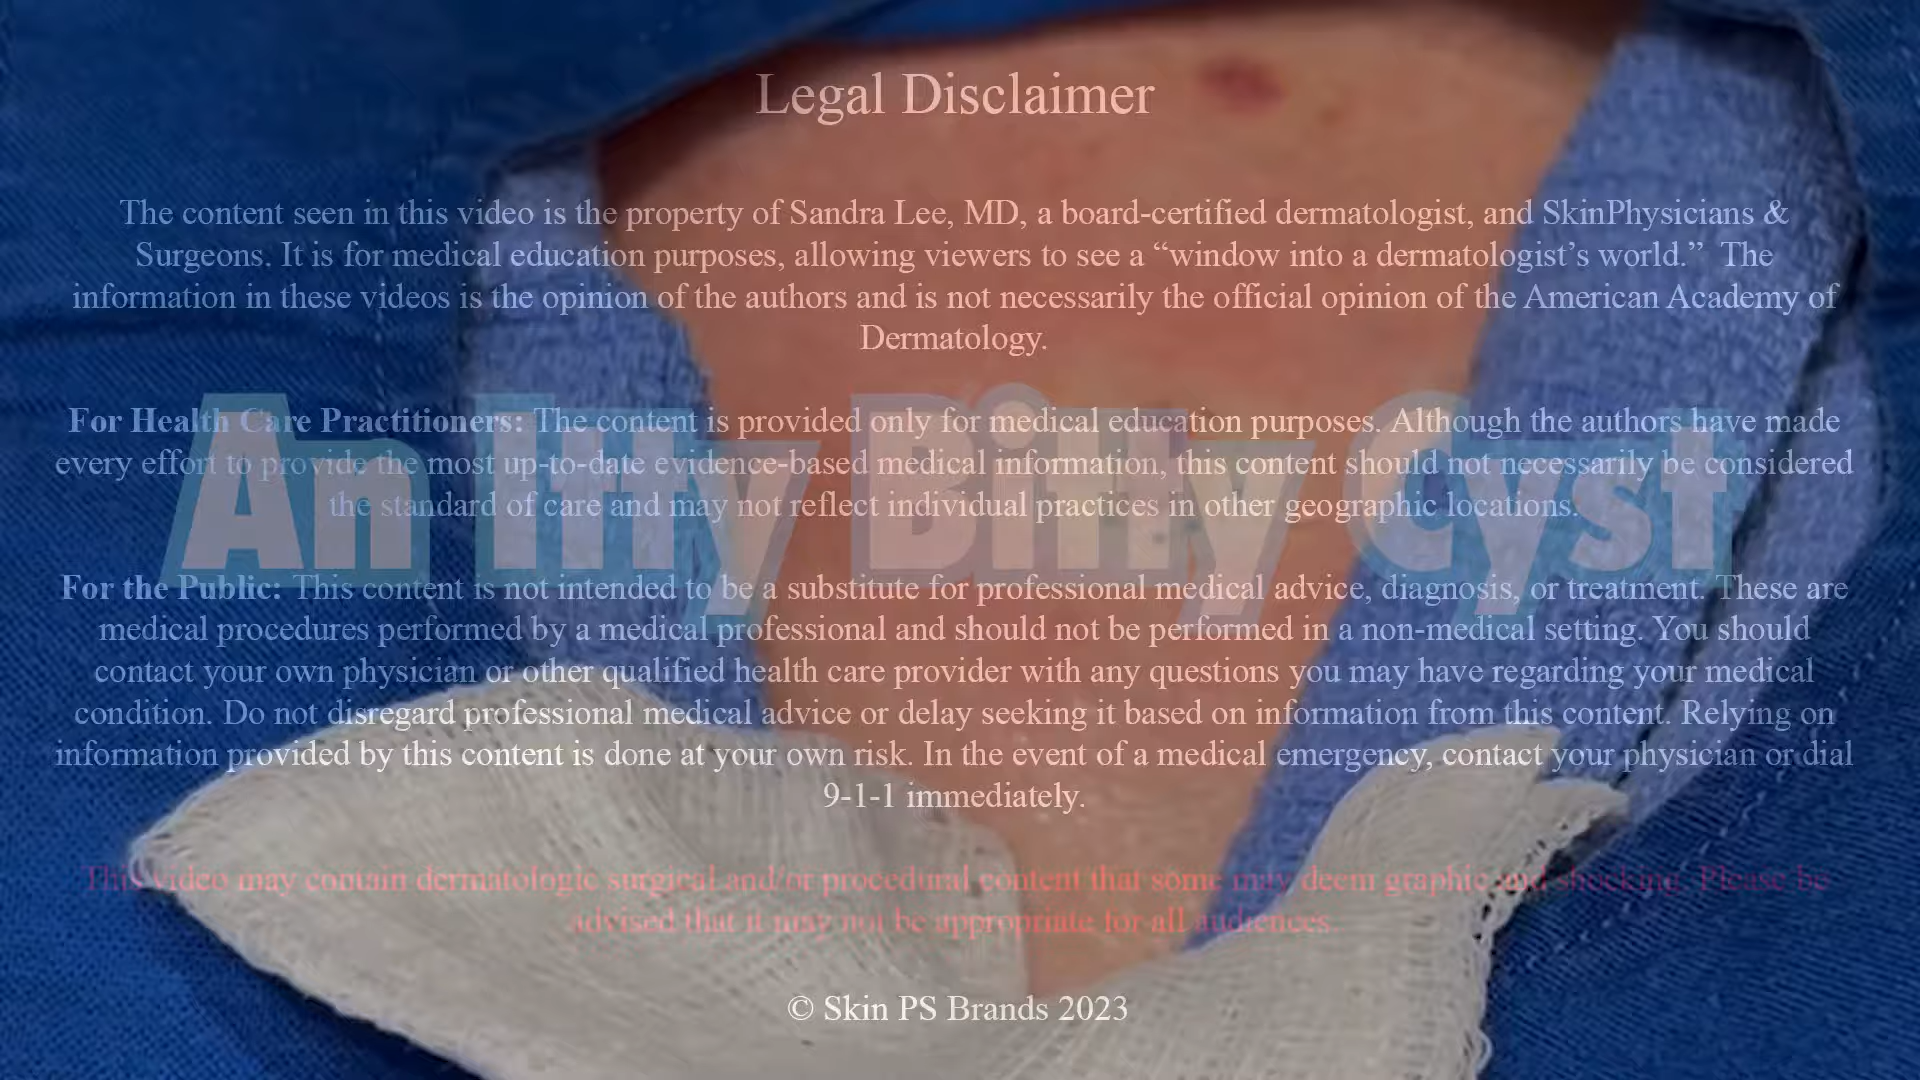 Legal Disclaimer
The content seen in this video is the property of Sandra Lee, MD, a board-certified dermatologist, and SkinPhysicians &
Surgeons. It is for medical education purposes, allowing viewers to see a “window into a dermatologist’s world.” The
information in these videos is the opinion of the authors and is not necessarily the official opinion of the American Academy of
Dermatology.
For Health Care Practitioners: The content is provided only for medical education purposes. Although the authors have made
every effort to provide the most up-to-date evidence-based medical information, this content should not necessarily be considered
the standard of care and may not reflect individual practices in other geographic locations.
An Itty Bitty Cyst
For the Public: This content is not intended to be a substitute for professional medical advice, diagnosis, or treatment. These are
medical procedures performed by a medical professional and should not be performed in a non-medical setting. You should
contact your own physician or other qualified health care provider with any questions you may have regarding your medical
condition. Do not disregard professional medical advice or delay seeking it based on information from this content. Relying on
information provided by this content is done at your own risk. In the event of a medical emergency, contact your physician or dial
9-1-1 immediately.
This video may contain dermatologic surgical and/or procedural content that some may deem graphic and shocking. Please be
advised that it may not be appropriate for all audiences.
© Skin PS Brands 2023